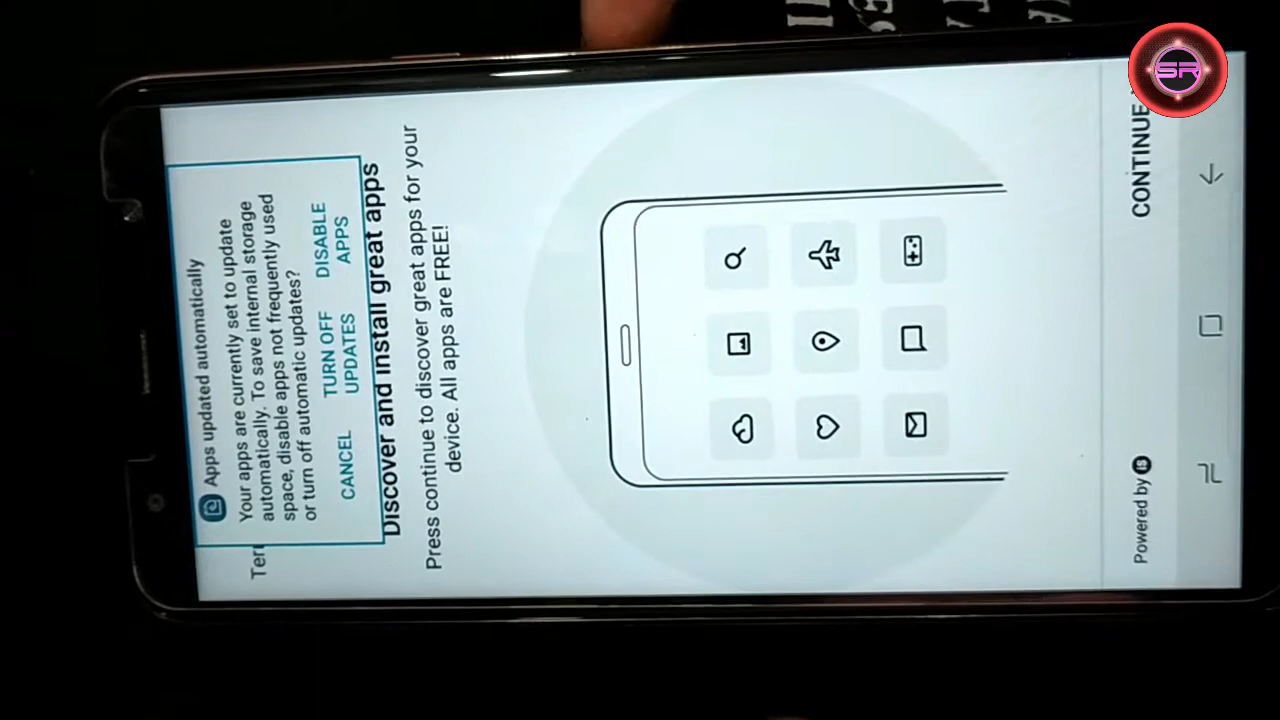 Apps updated automatically
Your apps are currently set to update
automatically. To save internal storage
space, disable apps not frequently used
or turn off automatic updates?
CANCEL
TURN OFF
UPDATES
DISABLE
APPS
Discover and install great apps
Press continue to discover great apps for your
device. All apps are FREE!
Powered by iS
CONTINUE
SR